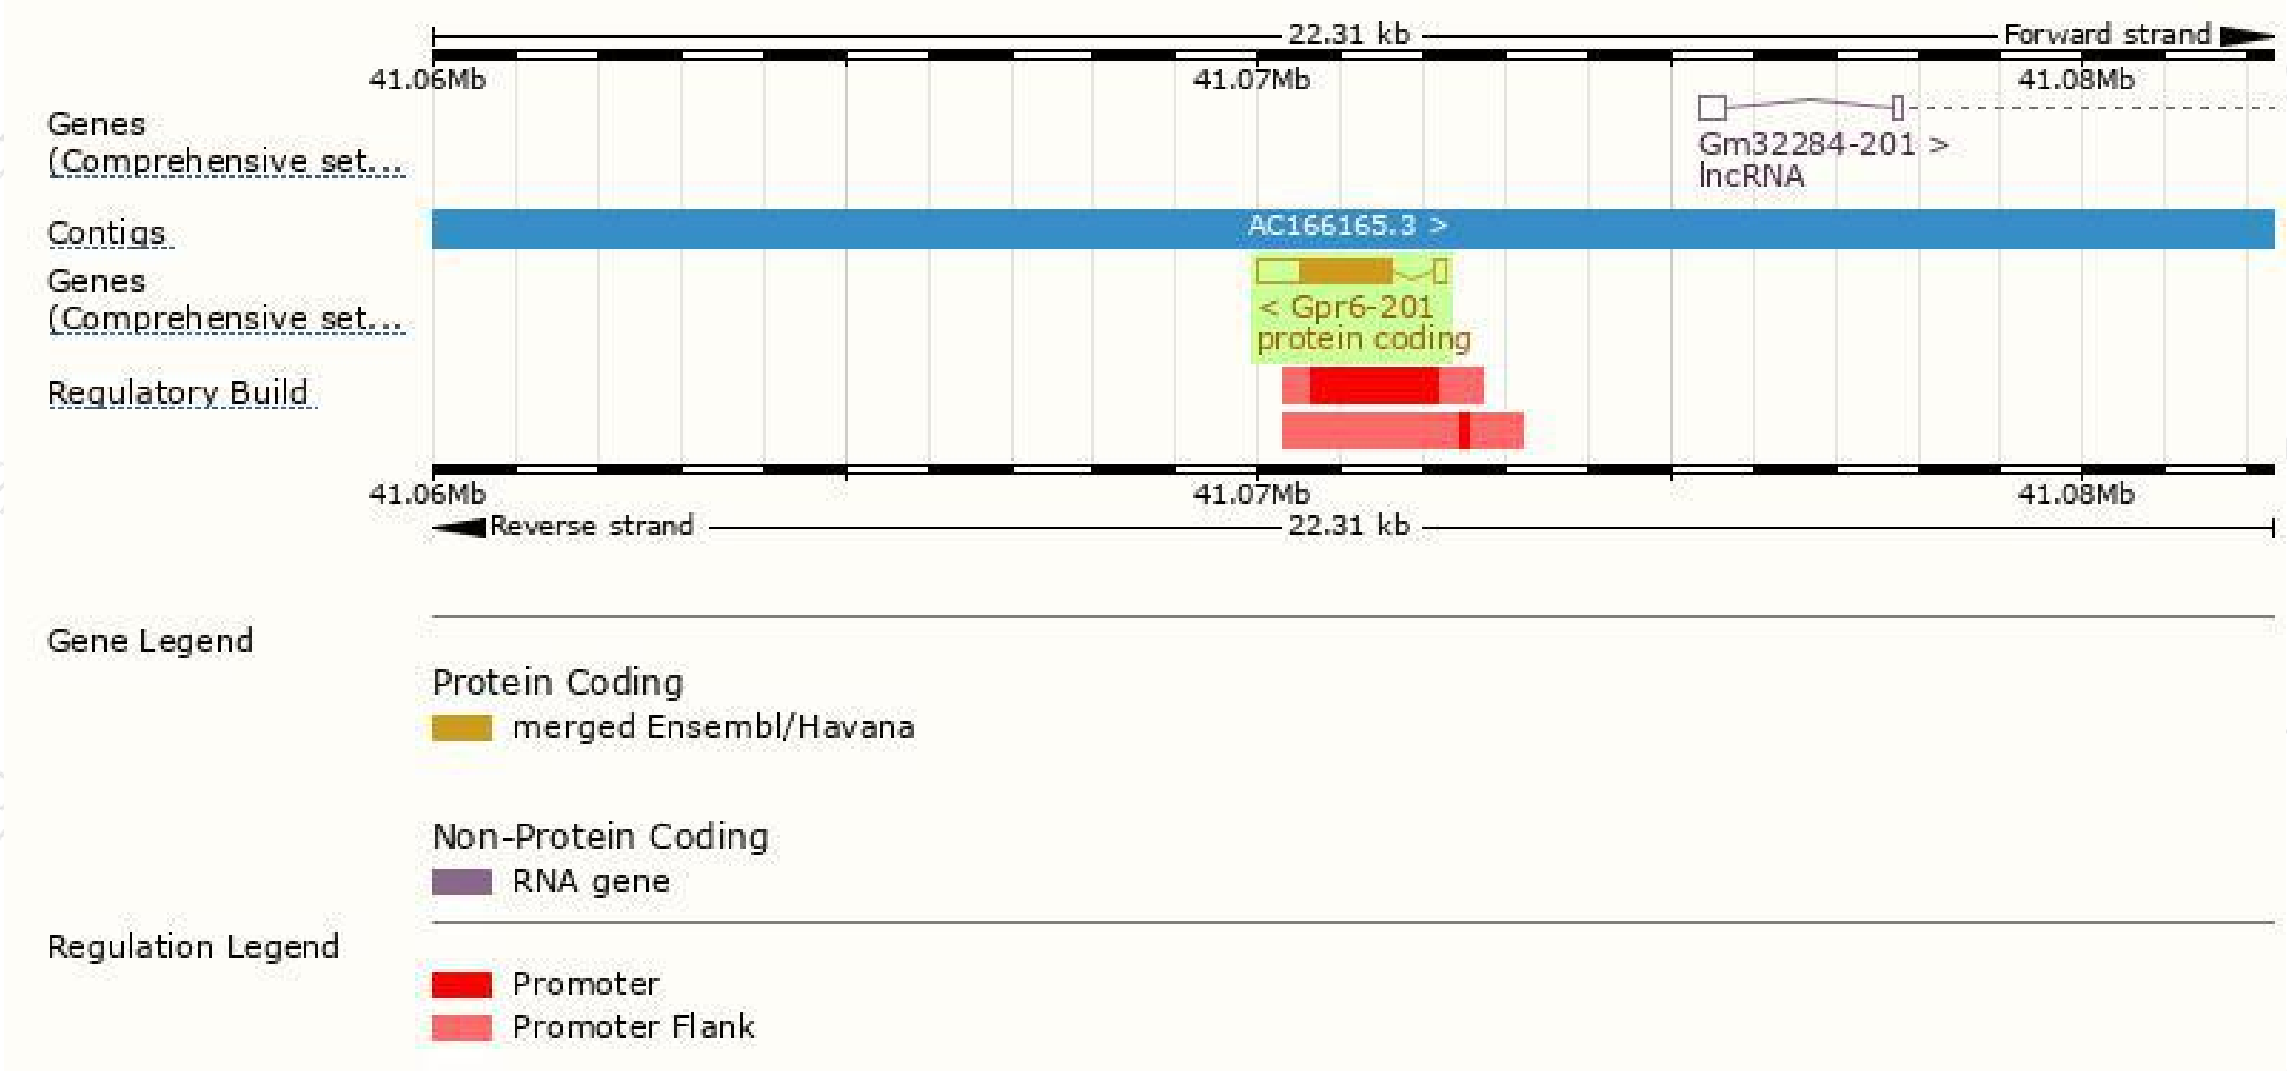 22.31 kb Forward strand
41.06Mb 41.07Mb 41.08Mb
Genes
(Comprehensive set...
Gm32284-201 >
lncRNA
Contigs
AC166165.3 >
Genes
(Comprehensive set...
< Gpr6-201
protein coding
Regulatory Build
41.06Mb 41.07Mb 41.08Mb
Reverse strand 22.31 kb
Gene Legend
Protein Coding
merged Ensembl/Havana
Non-Protein Coding
RNA gene
Regulation Legend
Promoter
Promoter Flank